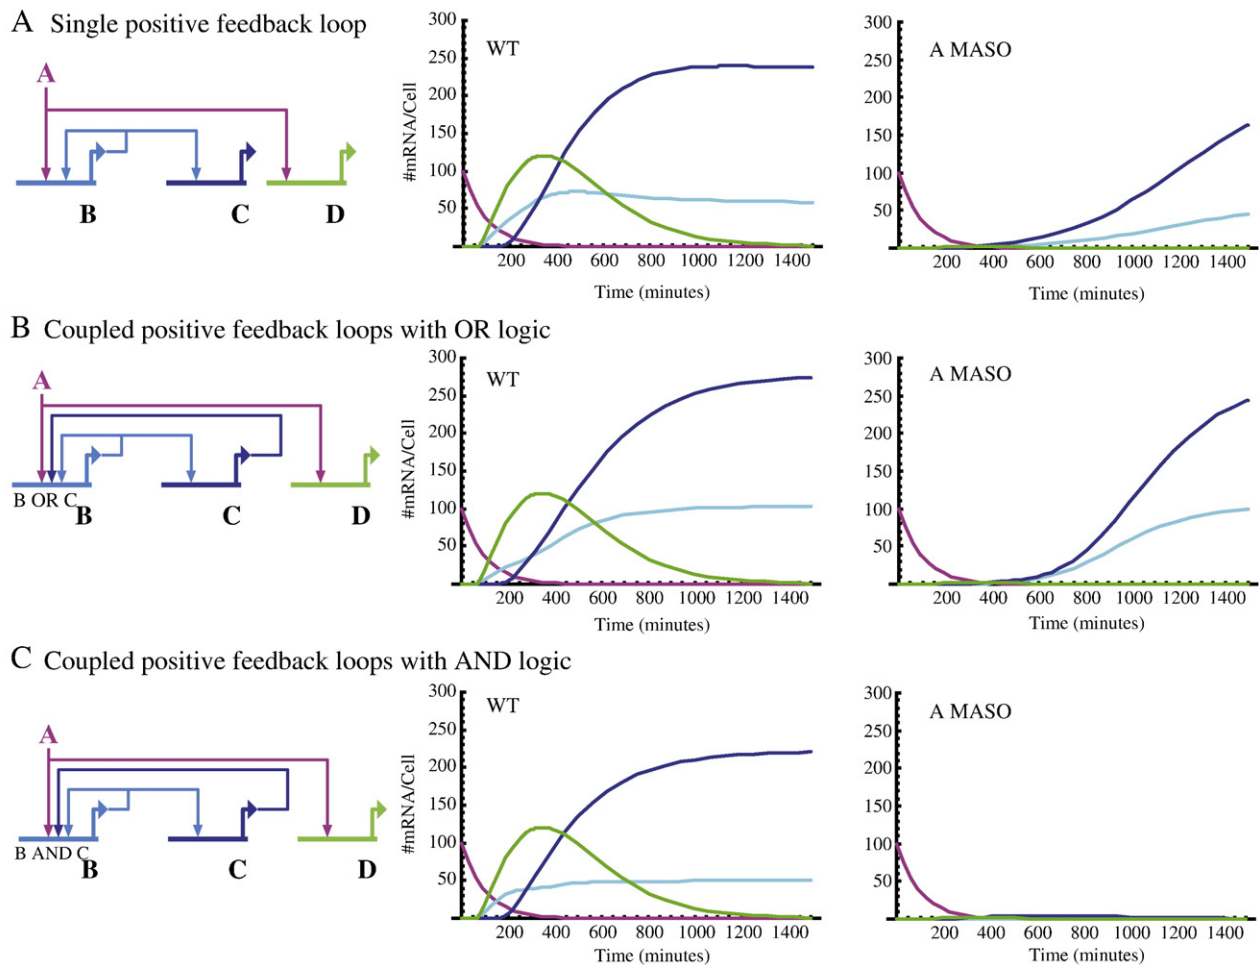 A Single positive feedback loop
A
B
C
D
WT
300
250
200
150
100
50
#mRNA/Cell
200 400 600 800 1000 1200 1400
Time (minutes)
A MASO
300
250
200
150
100
50
200 400 600 800 1000 1200 1400
Time (minutes)
B Coupled positive feedback loops with OR logic
A
B OR C
B
C
D
WT
300
250
200
150
100
50
#mRNA/Cell
200 400 600 800 1000 1200 1400
Time (minutes)
A MASO
300
250
200
150
100
50
200 400 600 800 1000 1200 1400
Time (minutes)
C Coupled positive feedback loops with AND logic
A
B AND C
B
C
D
WT
300
250
200
150
100
50
#mRNA/Cell
200 400 600 800 1000 1200 1400
Time (minutes)
A MASO
300
250
200
150
100
50
200 400 600 800 1000 1200 1400
Time (minutes)